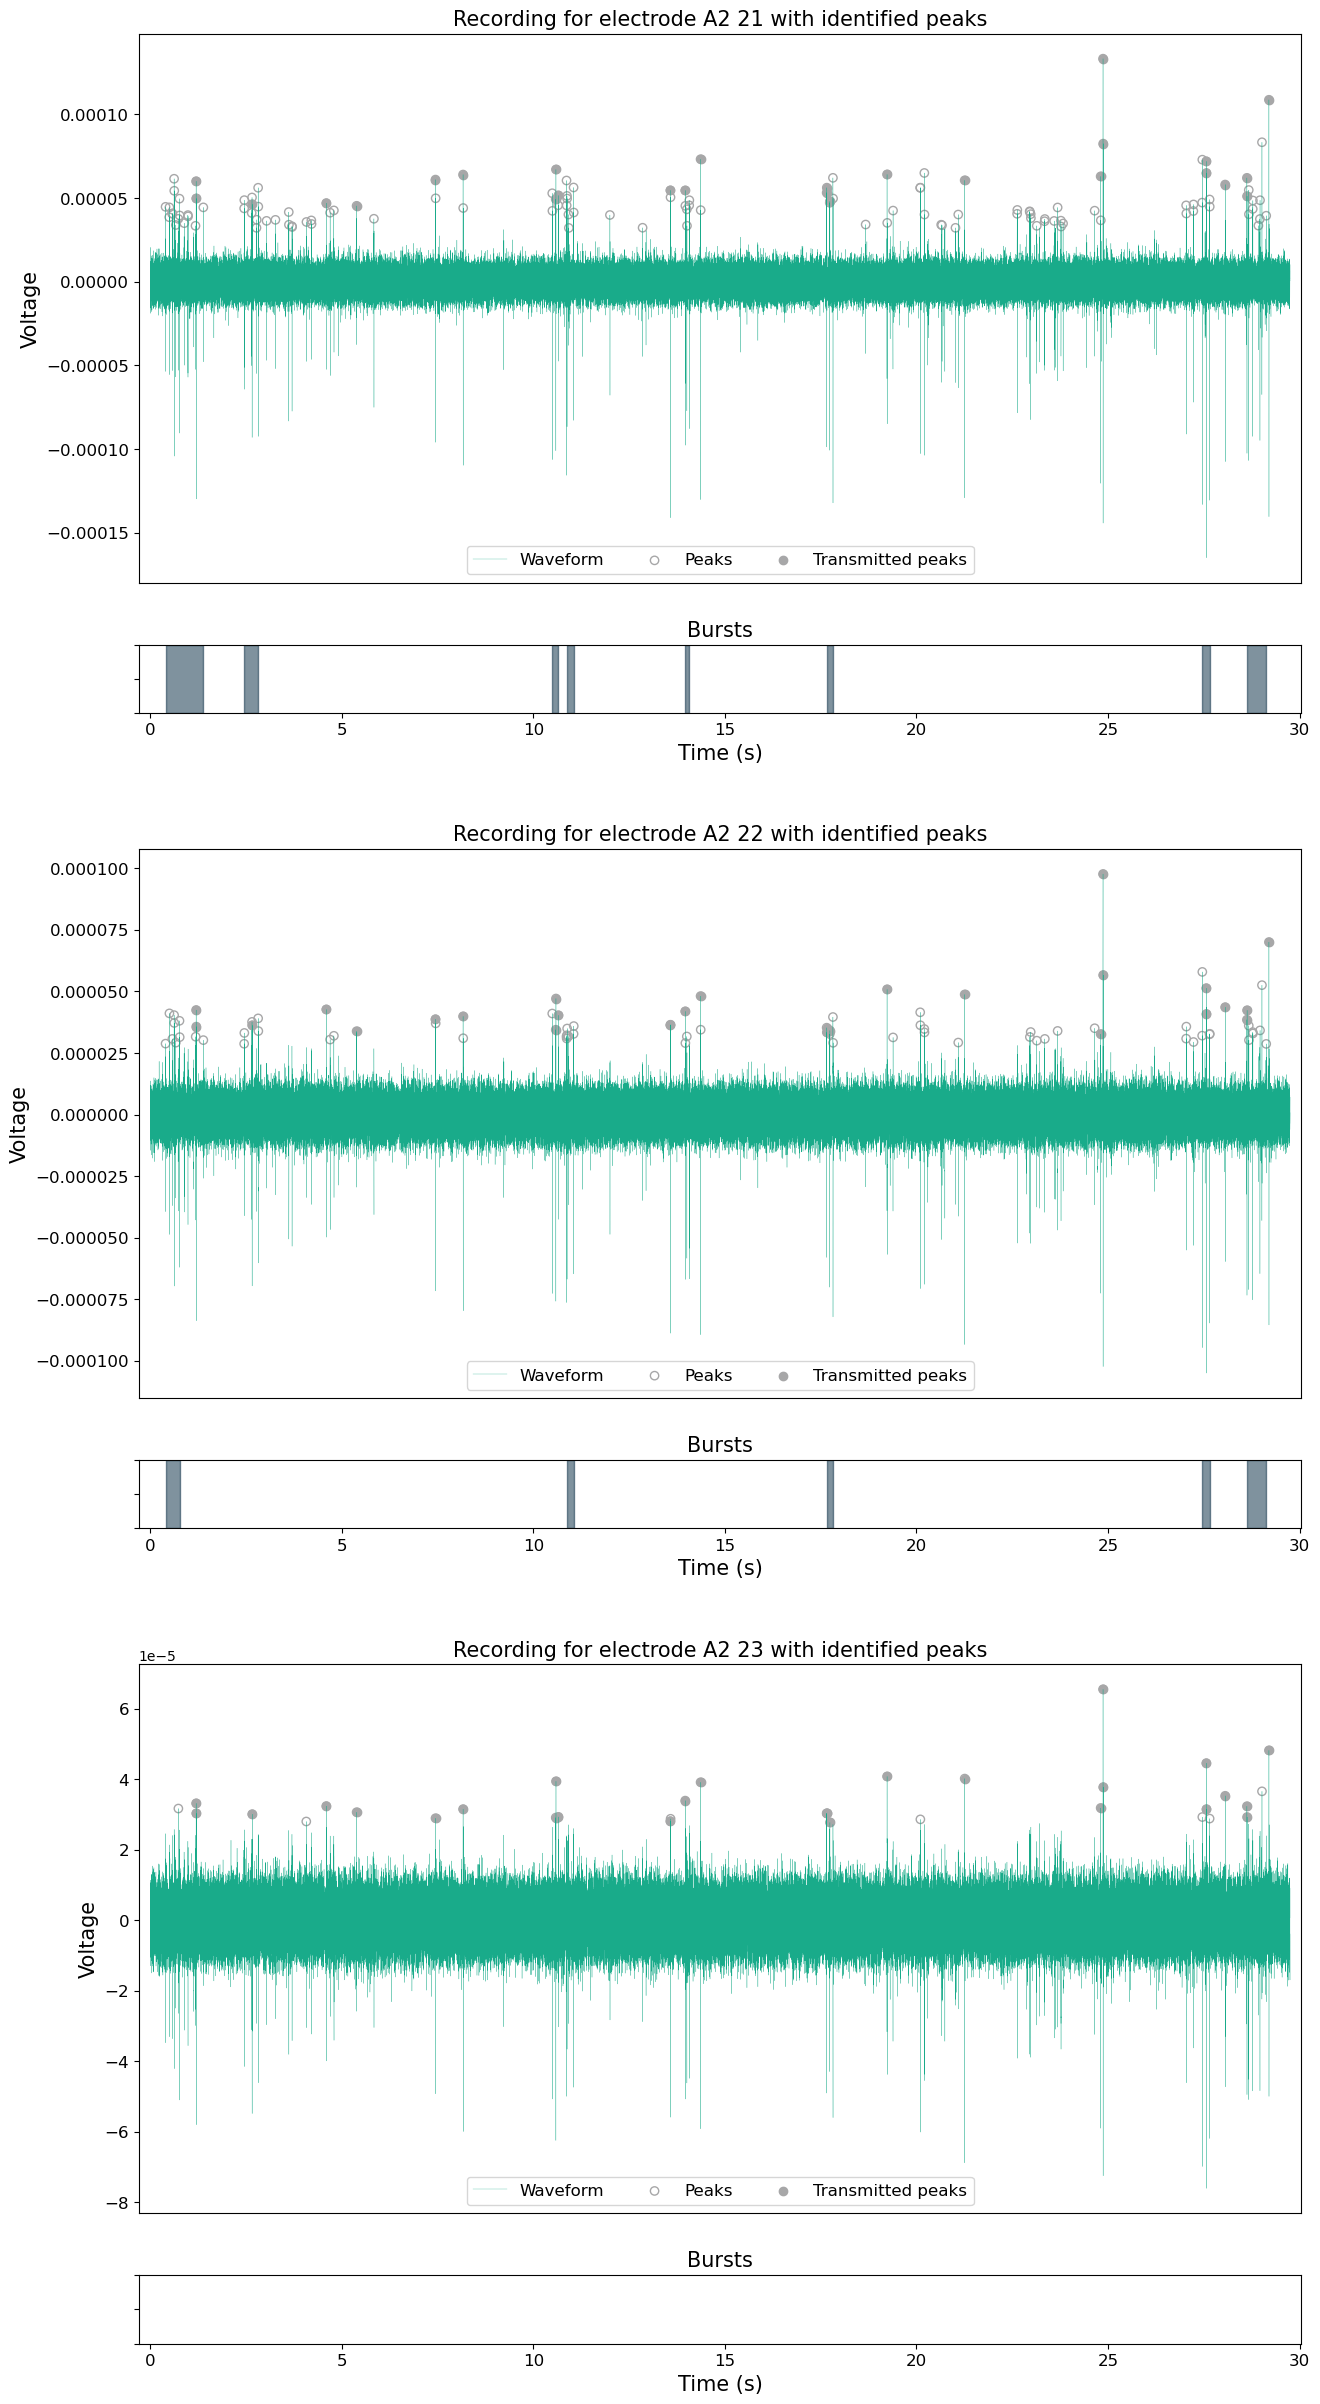 Recording for electrode A2 21 with identified peaks
0.00010
0.00005
0.00000
−0.00005
−0.00010
−0.00015
Voltage
Waveform Peaks Transmitted peaks
Bursts
0 5 10 15 20 25 30
Time (s)
Recording for electrode A2 22 with identified peaks
0.000100
0.000075
0.000050
0.000025
0.000000
−0.000025
−0.000050
−0.000075
−0.000100
Voltage
Waveform Peaks Transmitted peaks
Bursts
0 5 10 15 20 25 30
Time (s)
Recording for electrode A2 23 with identified peaks
1e−5
6
4
2
0
−2
−4
−6
−8
Voltage
Waveform Peaks Transmitted peaks
Bursts
0 5 10 15 20 25 30
Time (s)